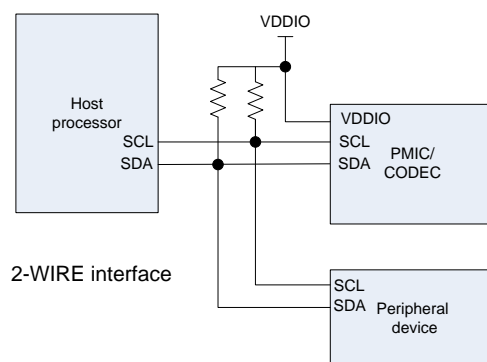 VDDIO
Host
processor
SCL
SDA
VDDIO
SCL
SDA
PMIC/
CODEC
2-WIRE interface
SCL
SDA
Peripheral
device